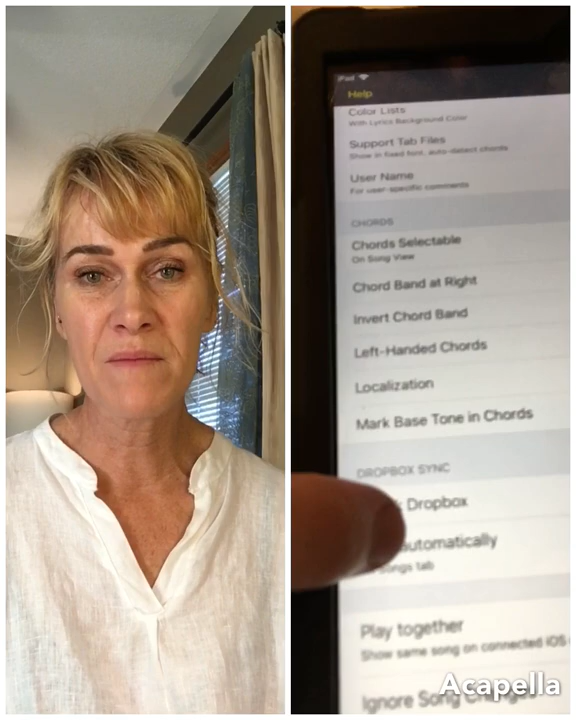 iPad
Help
Color Lists
With Lyrics Background Color
Support Tab Files
Show in fixed font, auto-detect chords
User Name
For user-specific comments
CHORDS
Chords Selectable
On Song View
Chord Band at Right
Invert Chord Band
Left-Handed Chords
Localization
Mark Base Tone in Chords
DROPBOX SYNC
Dropbox
automatically
tab
Play together
Show same song on connected iOS
Ignore Song
Acapella